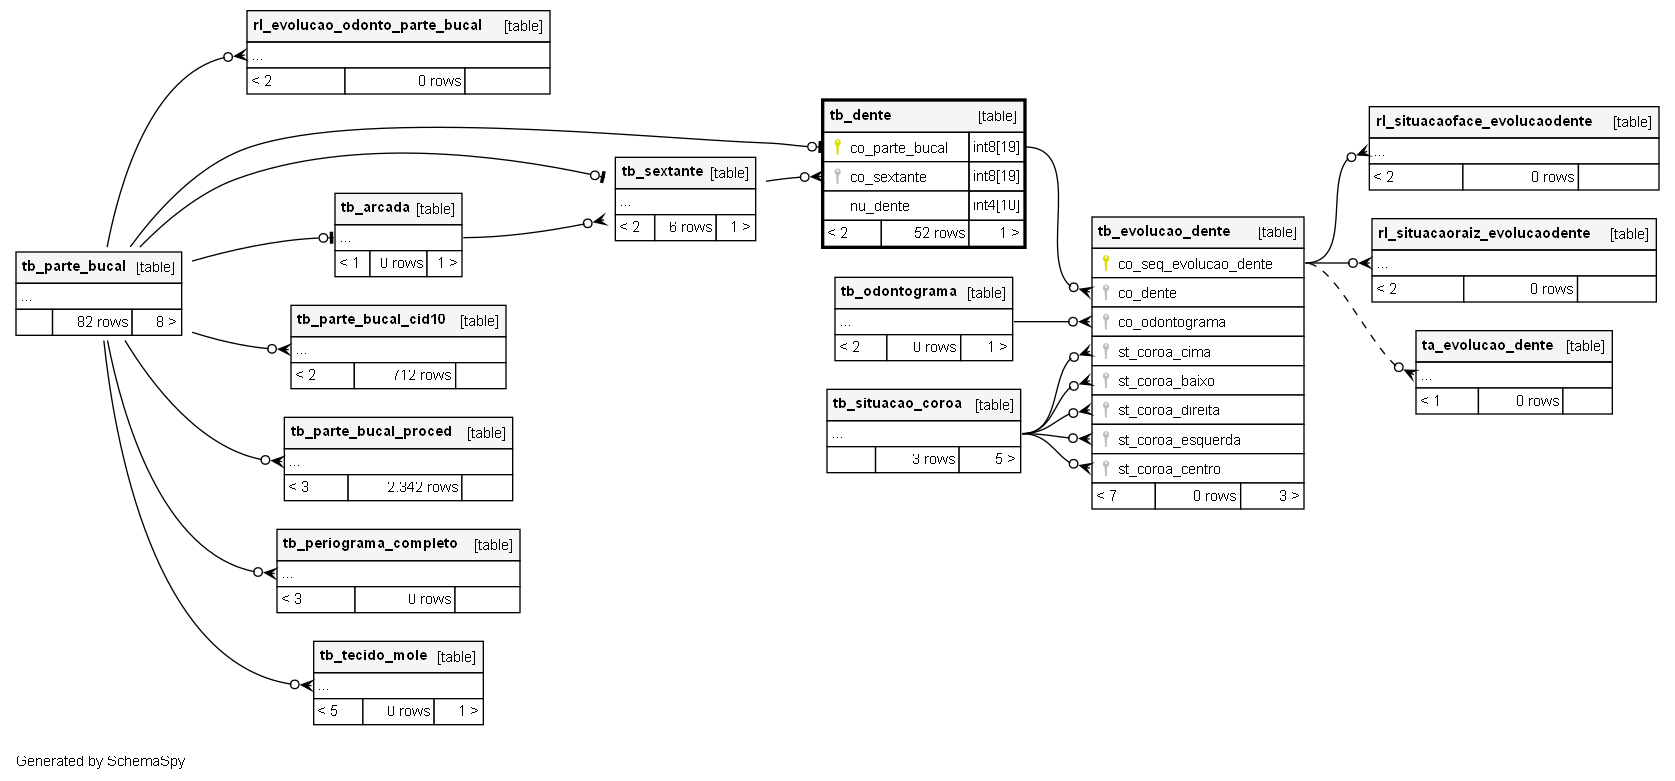 rl_evolucao_odonto_parte_bucal [table]
...
< 2 0 rows
tb_dente [table]
co_parte_bucal int8[19]
co_sextante int8[19]
nu_dente int4[10]
< 2 52 rows 1 >
rl_situacaoface_evolucaodente [table]
...
< 2 0 rows
tb_sextante [table]
...
< 2 6 rows 1 >
tb_arcada [table]
...
< 1 0 rows 1 >
tb_evolucao_dente [table]
co_seq_evolucao_dente
co_dente
co_odontograma
st_coroa_cima
st_coroa_baixo
st_coroa_direita
st_coroa_esquerda
st_coroa_centro
< 7 0 rows 3 >
rl_situacaoraiz_evolucaodente [table]
...
< 2 0 rows
tb_parte_bucal [table]
...
82 rows 8 >
tb_odontograma [table]
...
< 2 0 rows 1 >
tb_parte_bucal_cid10 [table]
...
< 2 712 rows
ta_evolucao_dente [table]
...
< 1 0 rows
tb_situacao_coroa [table]
...
3 rows 5 >
tb_parte_bucal_proced [table]
...
< 3 2.342 rows
tb_periograma_completo [table]
...
< 3 0 rows
tb_tecido_mole [table]
...
< 5 0 rows 1 >
Generated by SchemaSpy